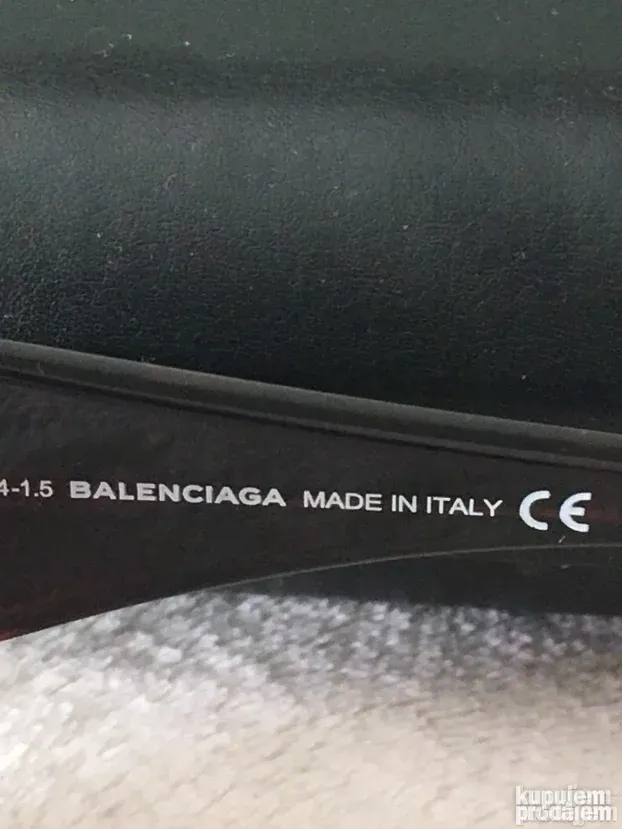 4-1.5 BALENCIAGA MADE IN ITALY CE
kupujem
prodajem